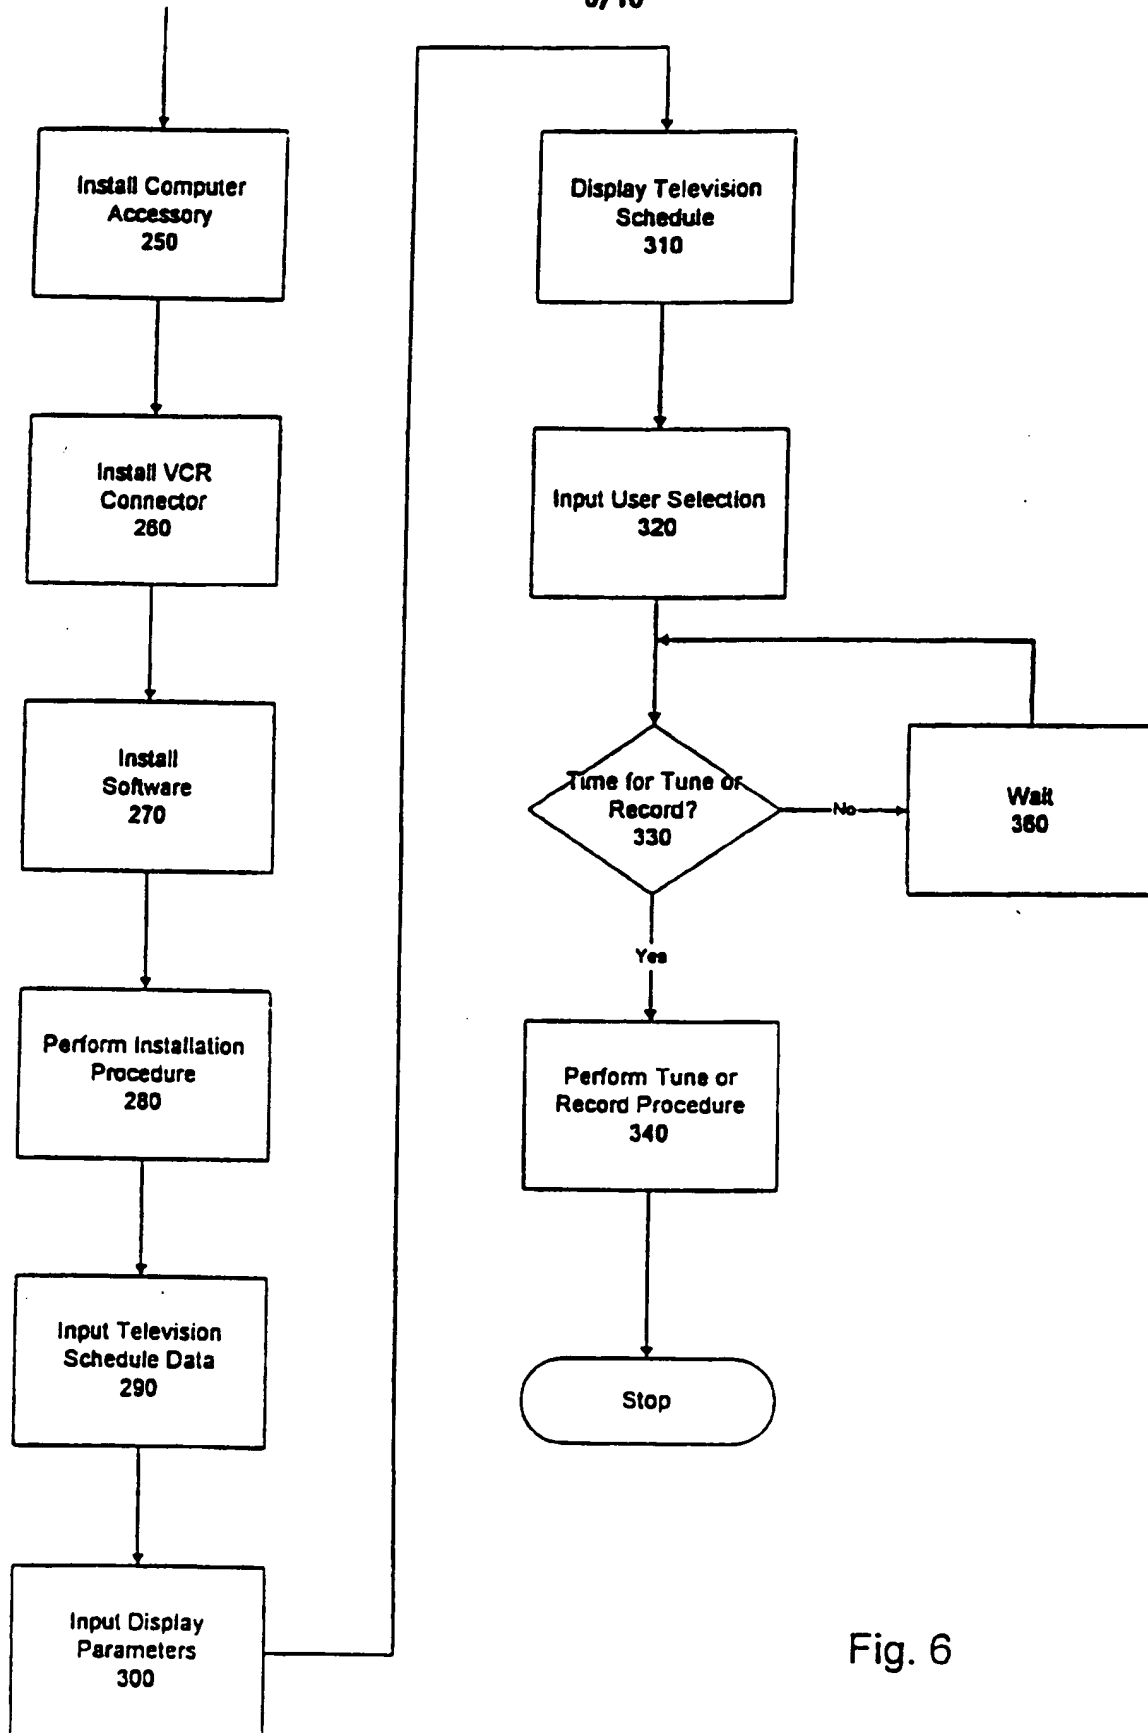 Install Computer
Accessory
250
Install VCR
Connector
260
Install
Software
270
Perform Installation
Procedure
280
Input Television
Schedule Data
290
Input Display
Parameters
300
Display Television
Schedule
310
Input User Selection
320
Time for Tune or
Record?
330
No
Wait
360
Yes
Perform Tune or
Record Procedure
340
Stop
Fig. 6